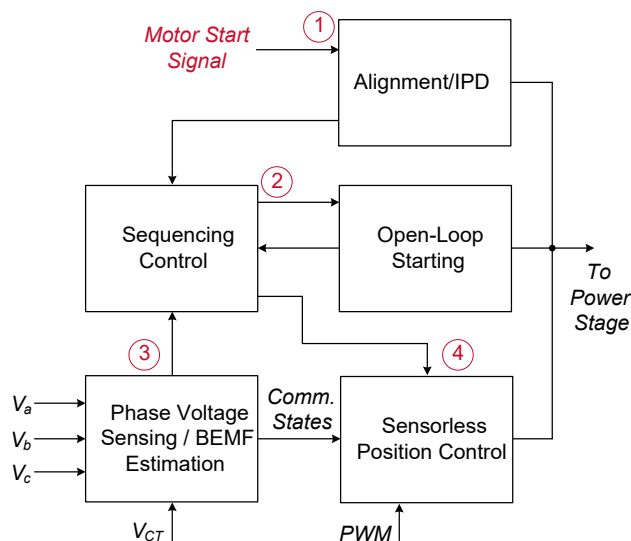 Motor Start
Signal
1
Alignment/IPD
2
Sequencing
Control
Open-Loop
Starting
To
Power
Stage
3
4
Va
Vb
Vc
Phase Voltage
Sensing / BEMF
Estimation
Comm.
States
Sensorless
Position Control
VCT
PWM